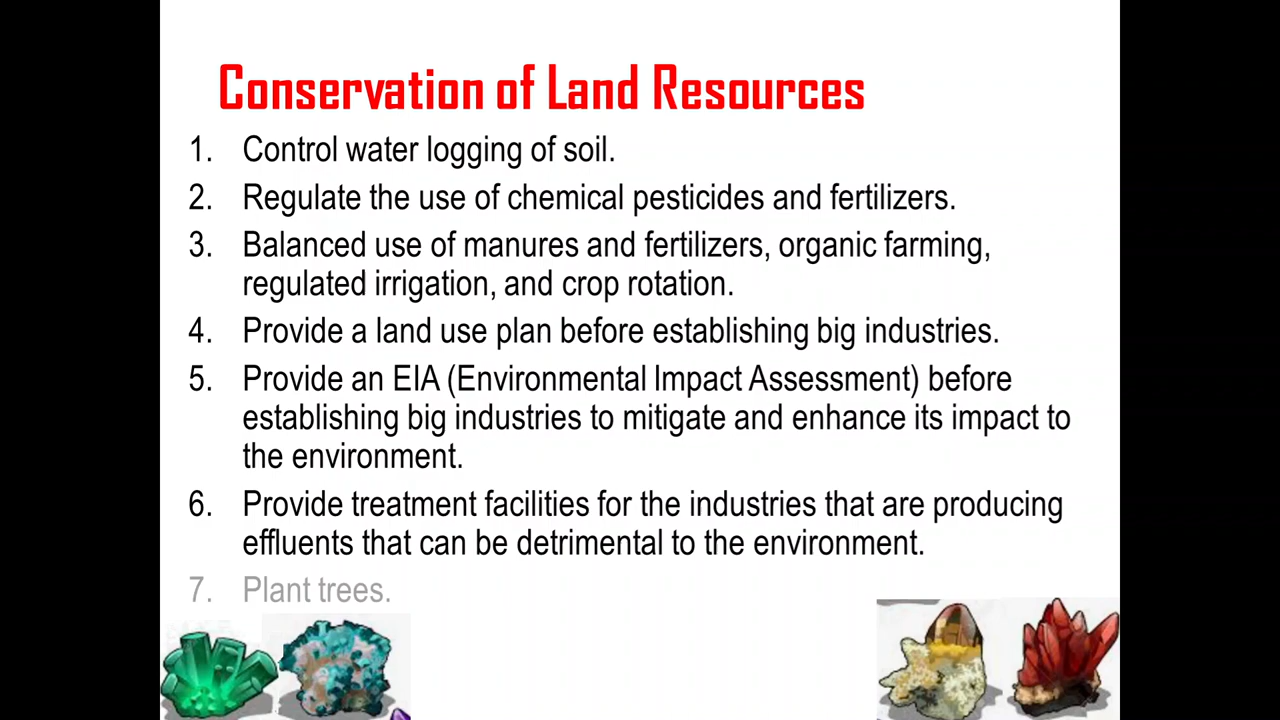 Conservation of Land Resources
1. Control water logging of soil.
2. Regulate the use of chemical pesticides and fertilizers.
3. Balanced use of manures and fertilizers, organic farming,
regulated irrigation, and crop rotation.
4. Provide a land use plan before establishing big industries.
5. Provide an EIA (Environmental Impact Assessment) before
establishing big industries to mitigate and enhance its impact to
the environment.
6. Provide treatment facilities for the industries that are producing
effluents that can be detrimental to the environment.
7. Plant trees.